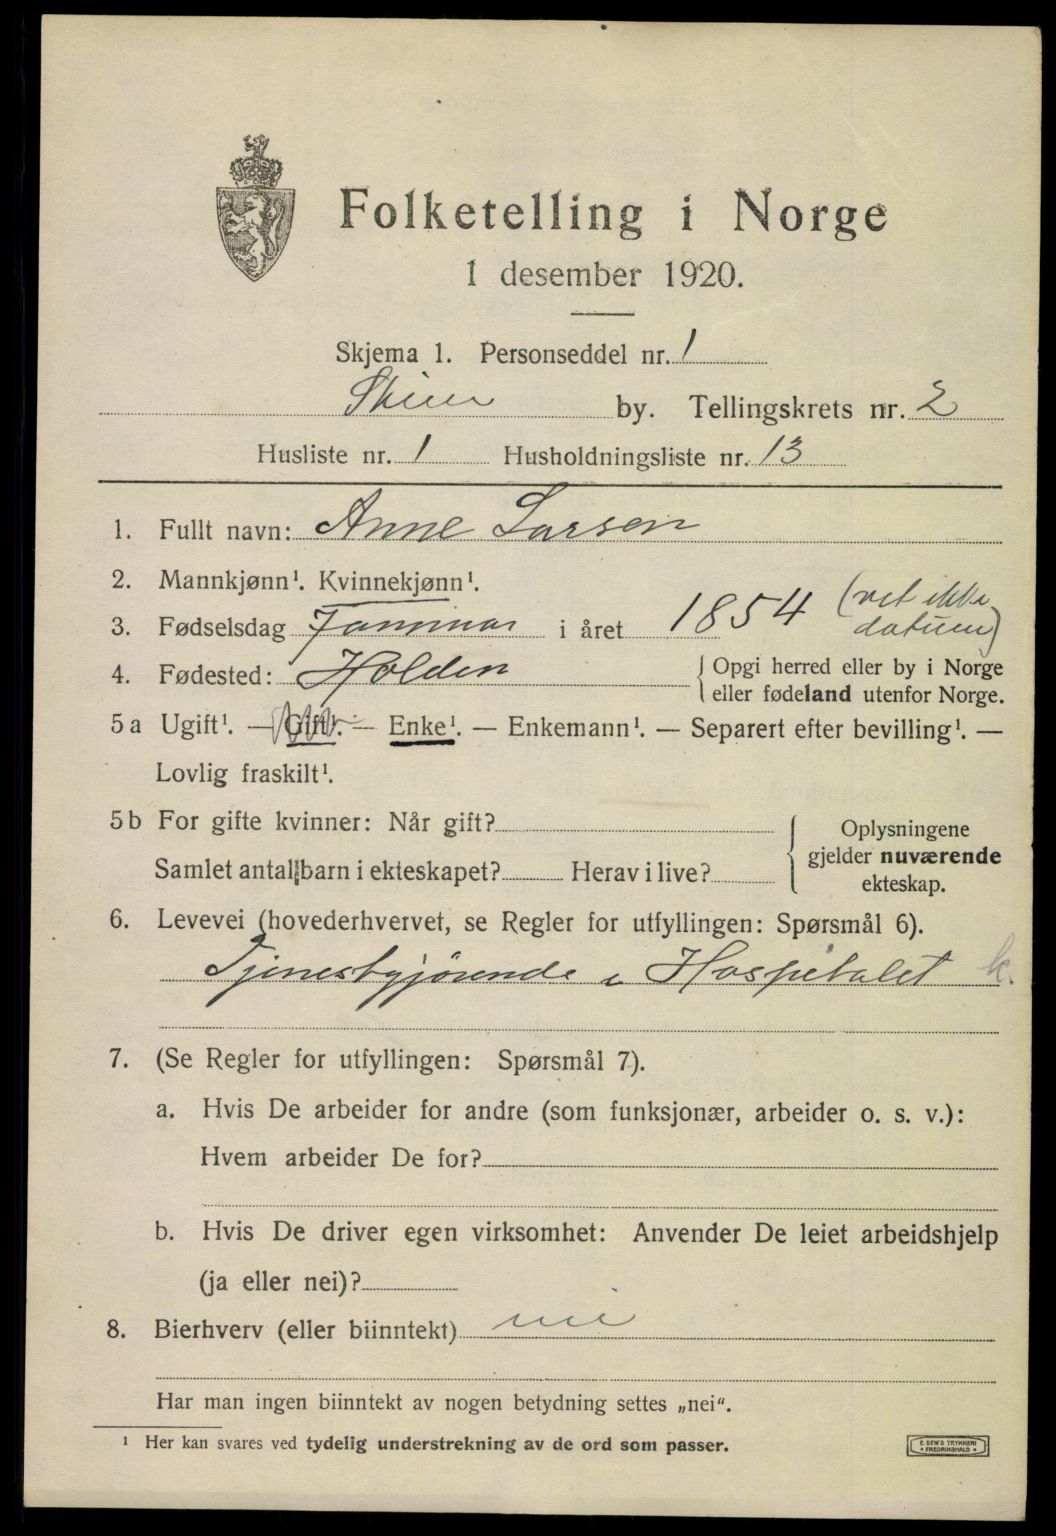 Folketelling i Norge
1 desember 1920.
Skjema 1. Personseddel nr. 1
Skien by. Tellingskrets nr. 2
Husliste nr. 1 Husholdningsliste nr. 13
1. Fullt navn: Anne Larsen
2. Mannkjønn¹. Kvinnekjønn¹.
3. Fødselsdag Januar i året 1854 (vet ikke
datum)
4. Fødested: Holden { Opgi herred eller by i Norge
eller fødeland utenfor Norge.
5 a Ugift¹. — Gift¹. — Enke¹. — Enkemann¹. — Separert efter bevilling¹. —
Lovlig fraskilt¹.
5 b For gifte kvinner: Når gift?
Samlet antal barn i ekteskapet? Herav i live?
{ Oplysningene
gjelder nuværende
ekteskap.
6. Levevei (hovederhvervet, se Regler for utfyllingen: Spørsmål 6).
Tjenestgjørende i Hospitalet k.
7. (Se Regler for utfyllingen: Spørsmål 7).
a. Hvis De arbeider for andre (som funksjonær, arbeider o. s. v.):
Hvem arbeider De for?
b. Hvis De driver egen virksomhet: Anvender De leiet arbeidshjelp
(ja eller nei)?
8. Bierhverv (eller biinntekt) nei
Har man ingen biinntekt av nogen betydning settes „nei“.
¹ Her kan svares ved tydelig understrekning av de ord som passer.
E. SEM'S TRYKKERI
• FREDRIKSHALD •